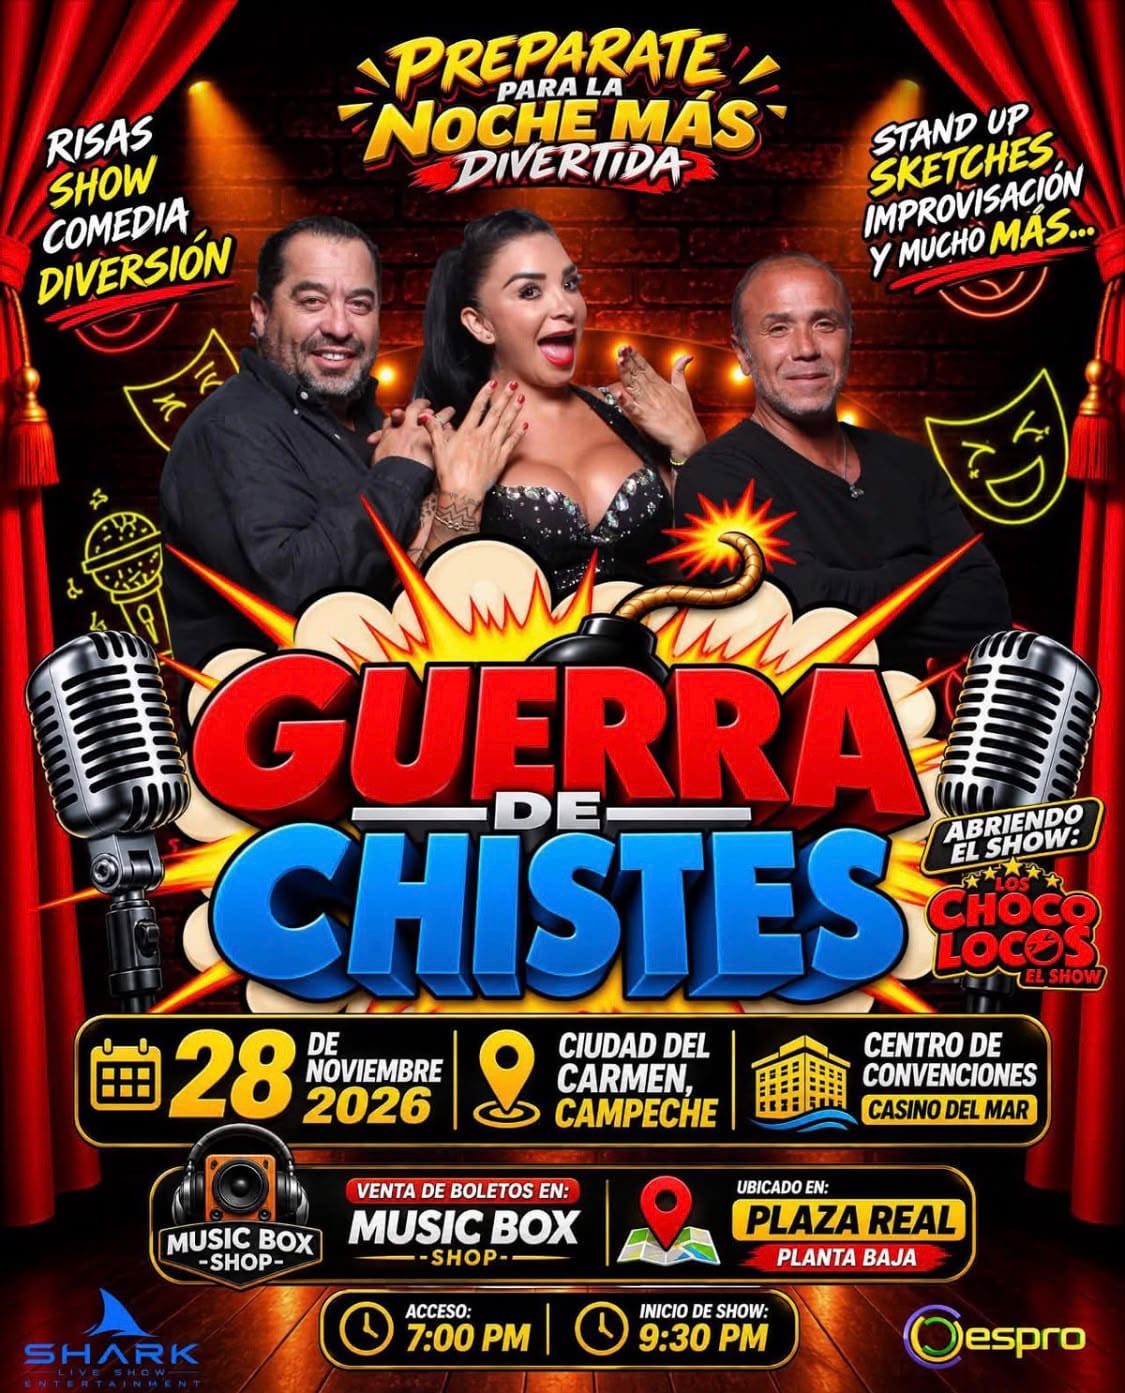 PREPARATE
PARA LA
NOCHE MÁS
DIVERTIDA
RISAS
SHOW
COMEDIA
DIVERSIÓN
STAND UP
SKETCHES
IMPROVISACIÓN
Y MUCHO MÁS...
GUERRA
DE
CHISTES
ABRIENDO
EL SHOW:
LOS
CHOCO
LOCOS
EL SHOW
28 DE
NOVIEMBRE
2026
CIUDAD DEL
CARMEN,
CAMPECHE
CENTRO DE
CONVENCIONES
CASINO DEL MAR
MUSIC BOX
-SHOP-
VENTA DE BOLETOS EN:
MUSIC BOX
-SHOP-
UBICADO EN:
PLAZA REAL
PLANTA BAJA
ACCESO:
7:00 PM
INICIO DE SHOW:
9:30 PM
SHARK
LIVE SHOW
ENTERTAINMENT
espro